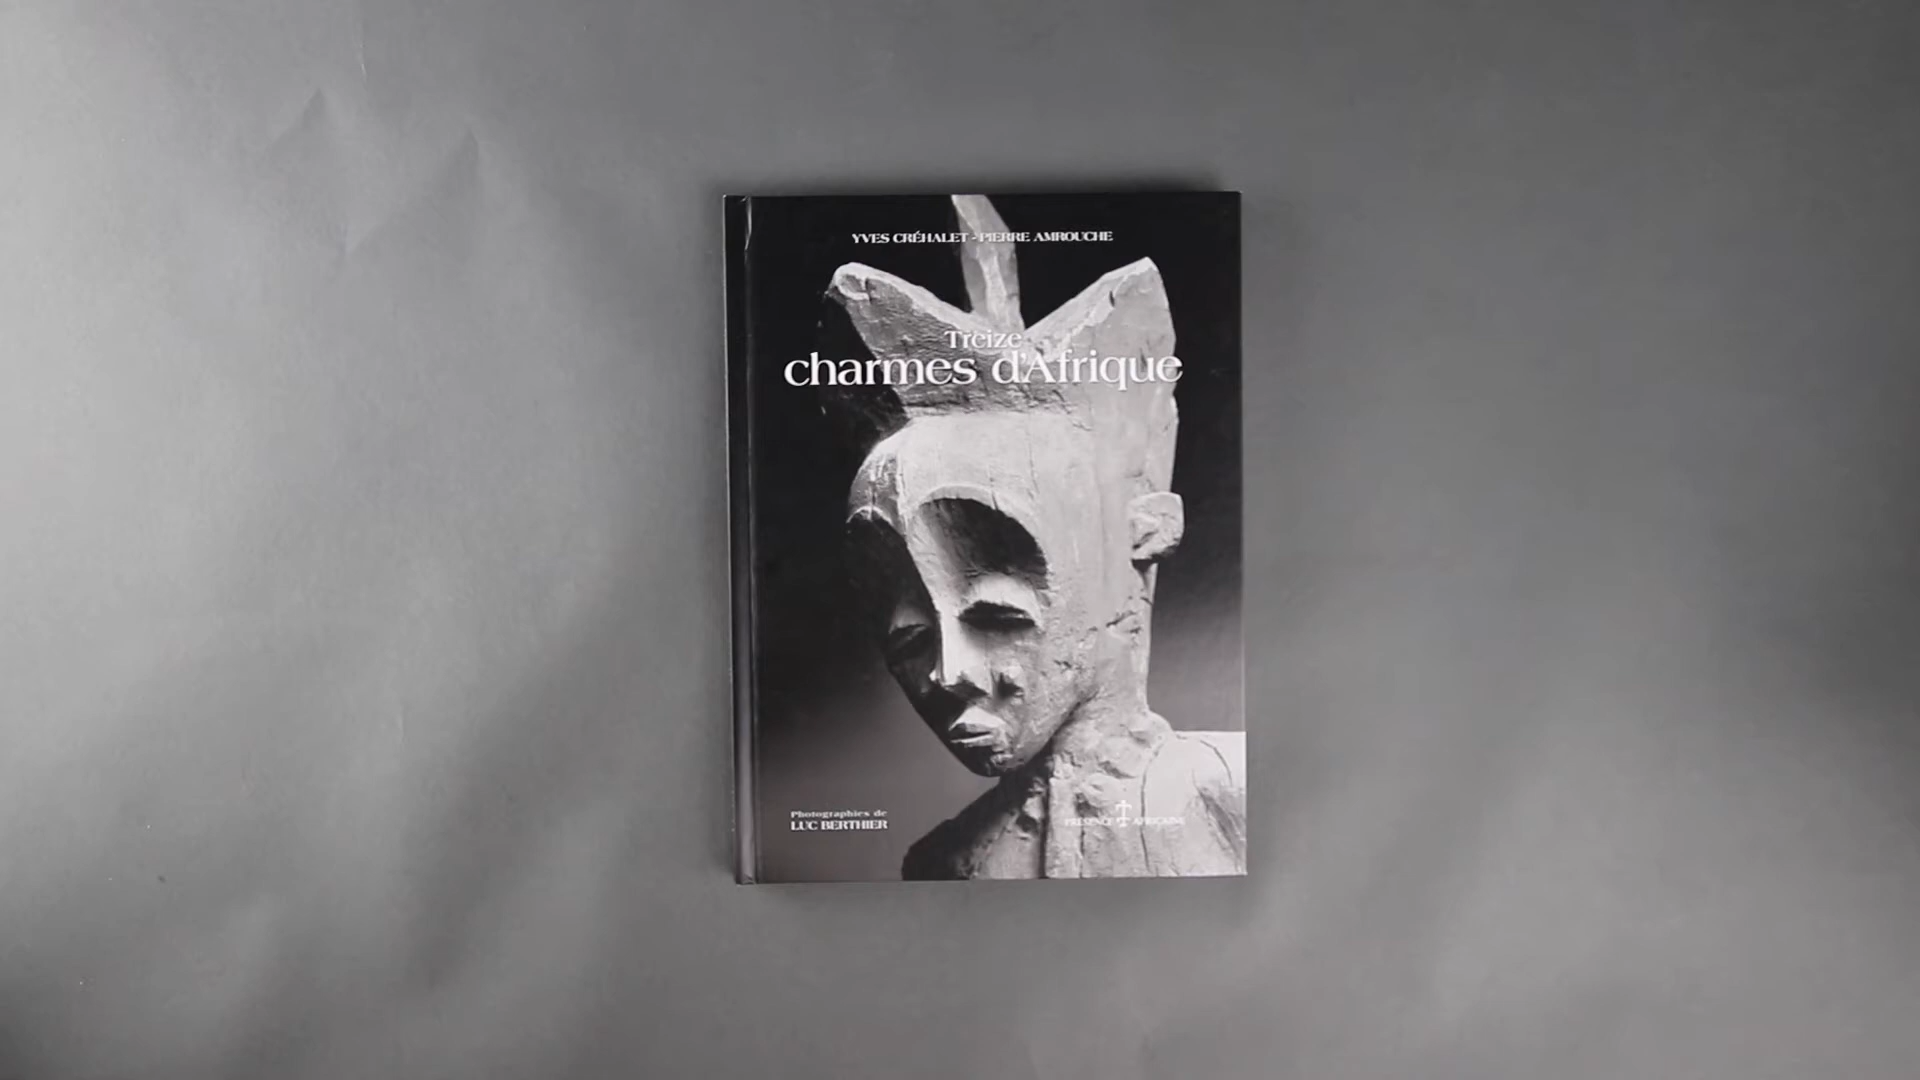 YVES CRÉHALET - PIERRE AMROUCHE
Treize
charmes d'Afrique
Photographies de
LUC BERTHIER
PRÉSENCE AFRICAINE